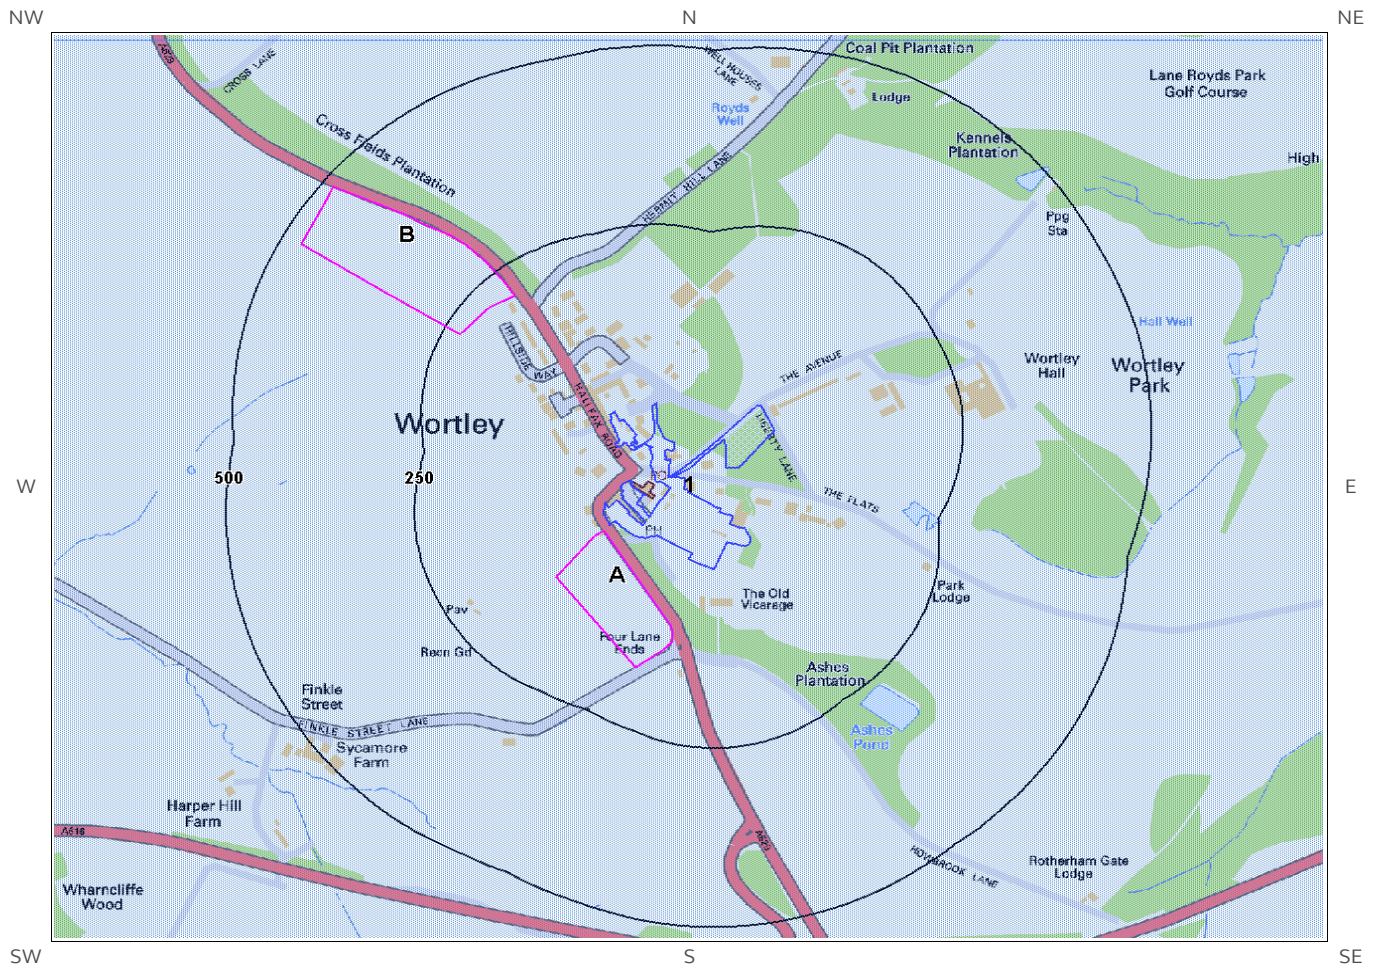 NW
N
NE
A629
CROSS LANE
WELL HOUSES
LANE
Coal Pit Plantation
Lane Royds Park
Golf Course
Lodge
Royds
Well
Cross Fields Plantation
Kennels
Plantation
High
HERMIT HILL LANE
Ppg
Sta
B
Hall Well
HILLSIDE
WAY
THE AVENUE
Wortley
Hall
Wortley
Park
HALIFAX ROAD
Wortley
LIBERTY LANE
500
250
W
1
E
THE FLATS
PH
A
Park
Lodge
The Old
Vicarage
Pav
Four Lane
Ends
Recn Gd
Ashes
Plantation
Finkle
Street
FINKLE STREET LANE
Ashes
Pond
Sycamore
Farm
Harper Hill
Farm
A616
A629
HOWBROOK LANE
Rotherham Gate
Lodge
Wharncliffe
Wood
SW
S
SE